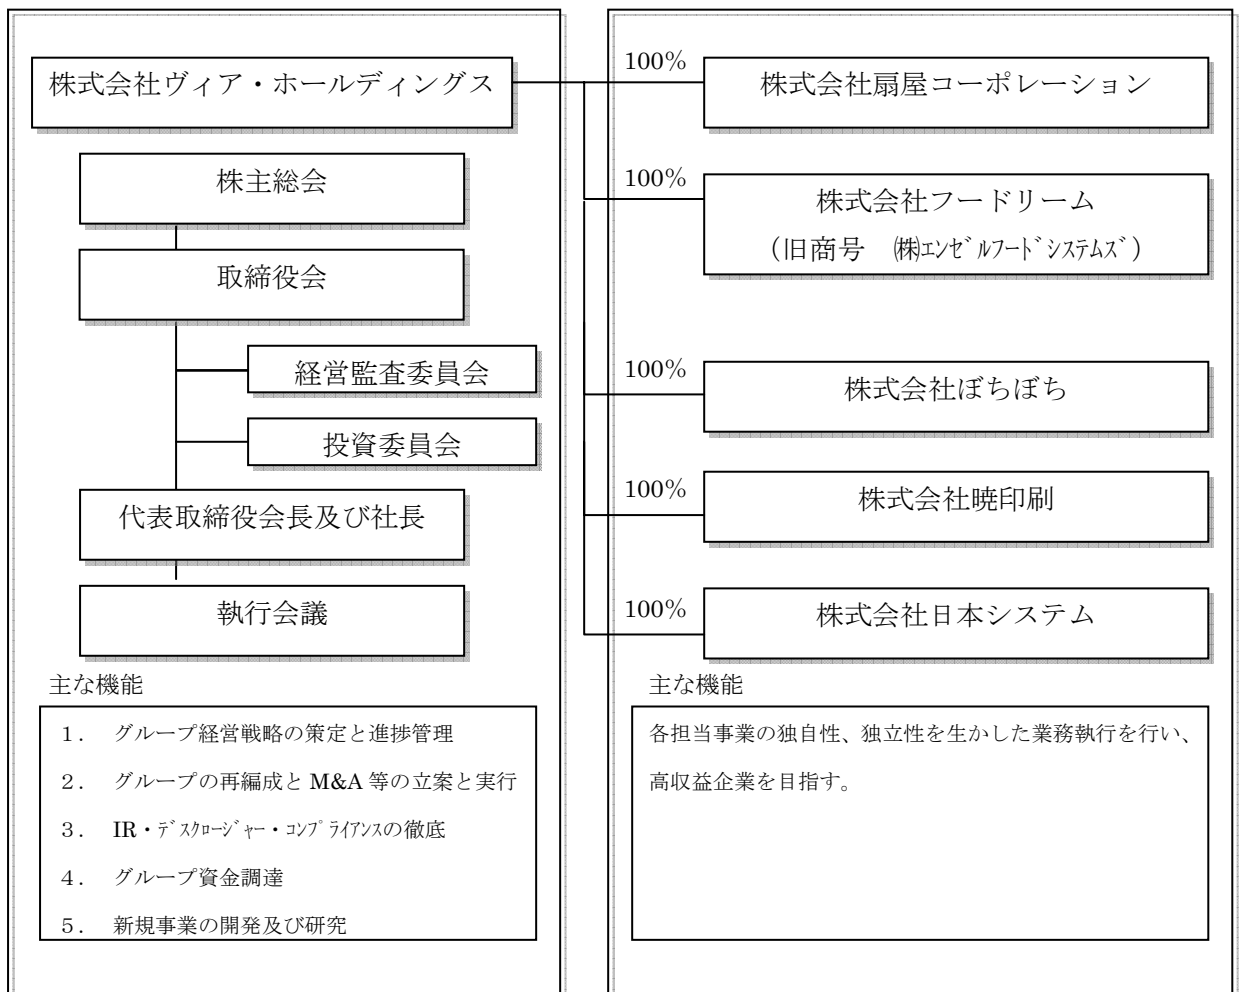 株式会社ヴィア・ホールディングス
株主総会
取締役会
経営監査委員会
投資委員会
代表取締役会長及び社長
執行会議
主な機能
1. グループ経営戦略の策定と進捗管理
2. グループの再編成と M&A 等の立案と実行
3. IR・ディスクロージャー・コンプライアンスの徹底
4. グループ資金調達
5. 新規事業の開発及び研究
100%
株式会社扇屋コーポレーション
100%
株式会社フードリーム
(旧商号 ㈱エンゼルフードシステムズ)
100%
株式会社ぼちぼち
100%
株式会社暁印刷
100%
株式会社日本システム
主な機能
各担当事業の独自性、独立性を生かした業務執行を行い、
高収益企業を目指す。